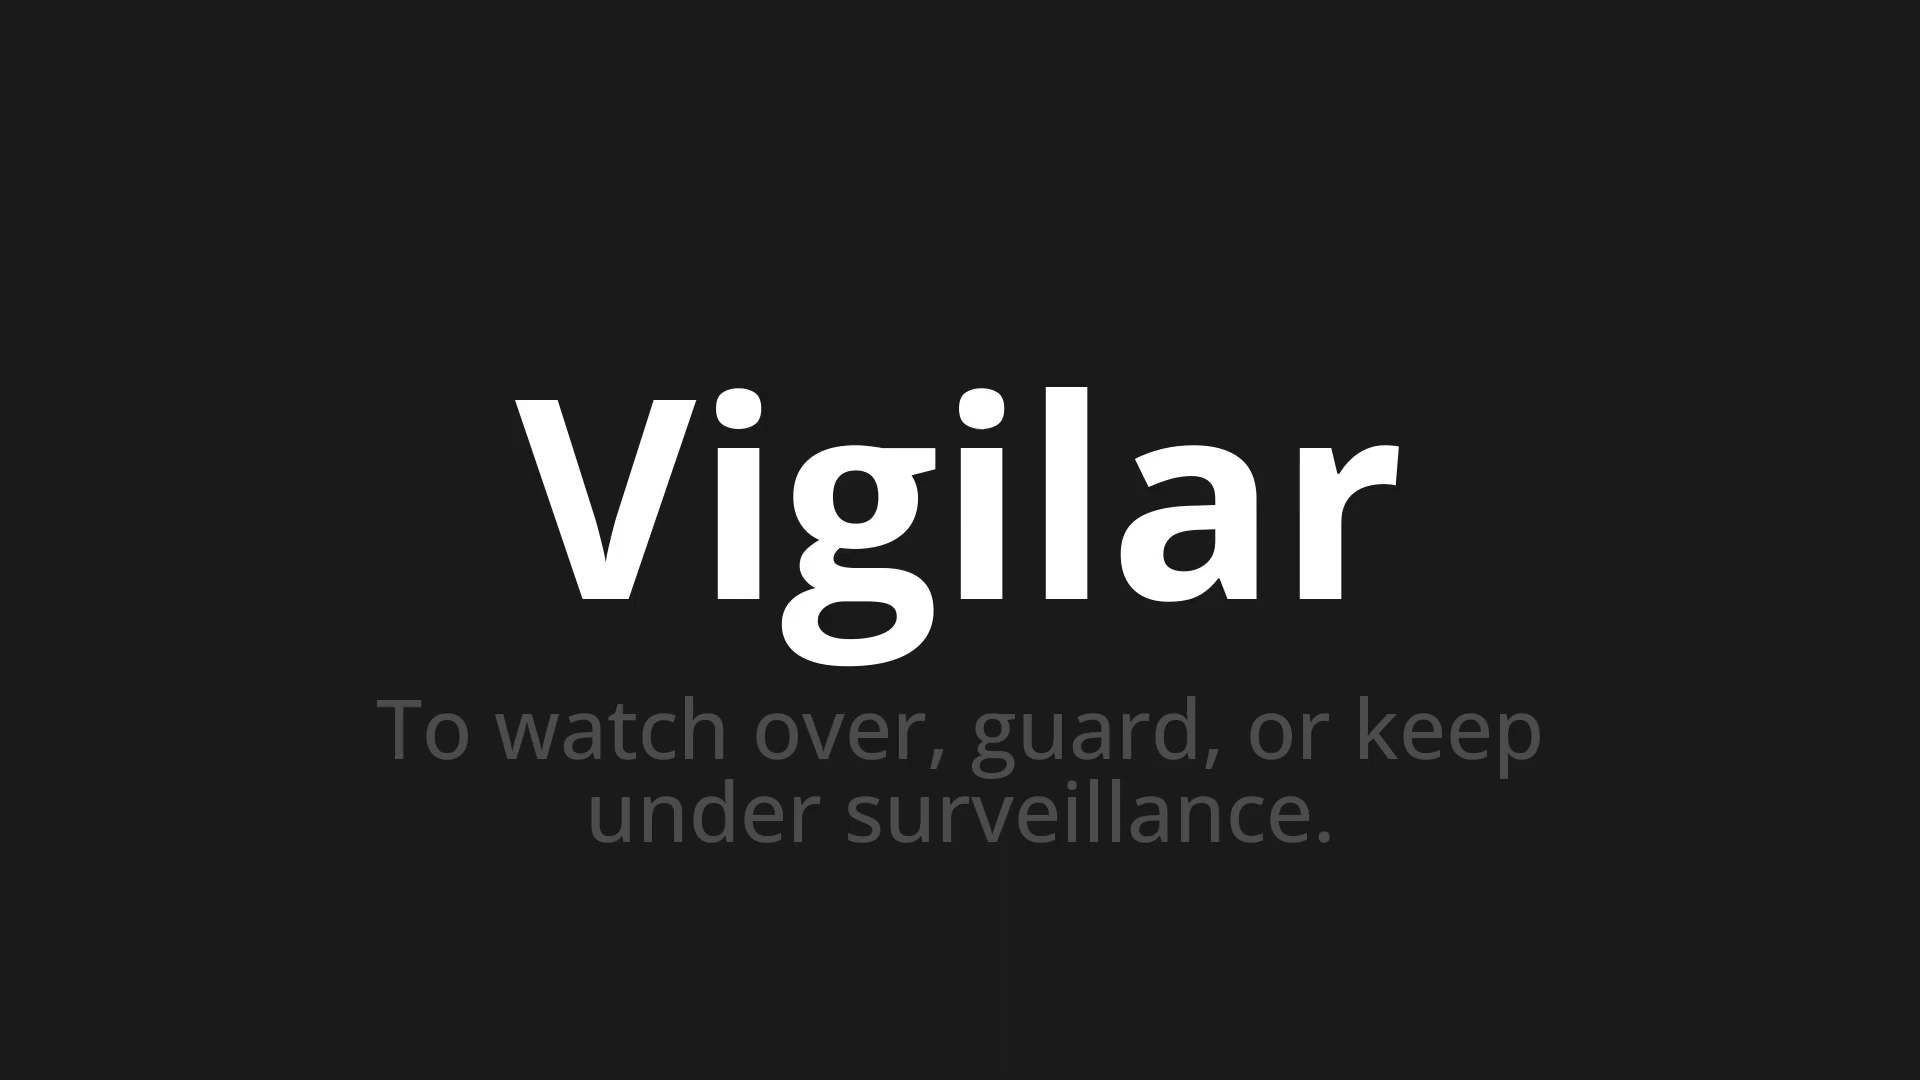 Vigilar
To watch over, guard, or keep
under surveillance.